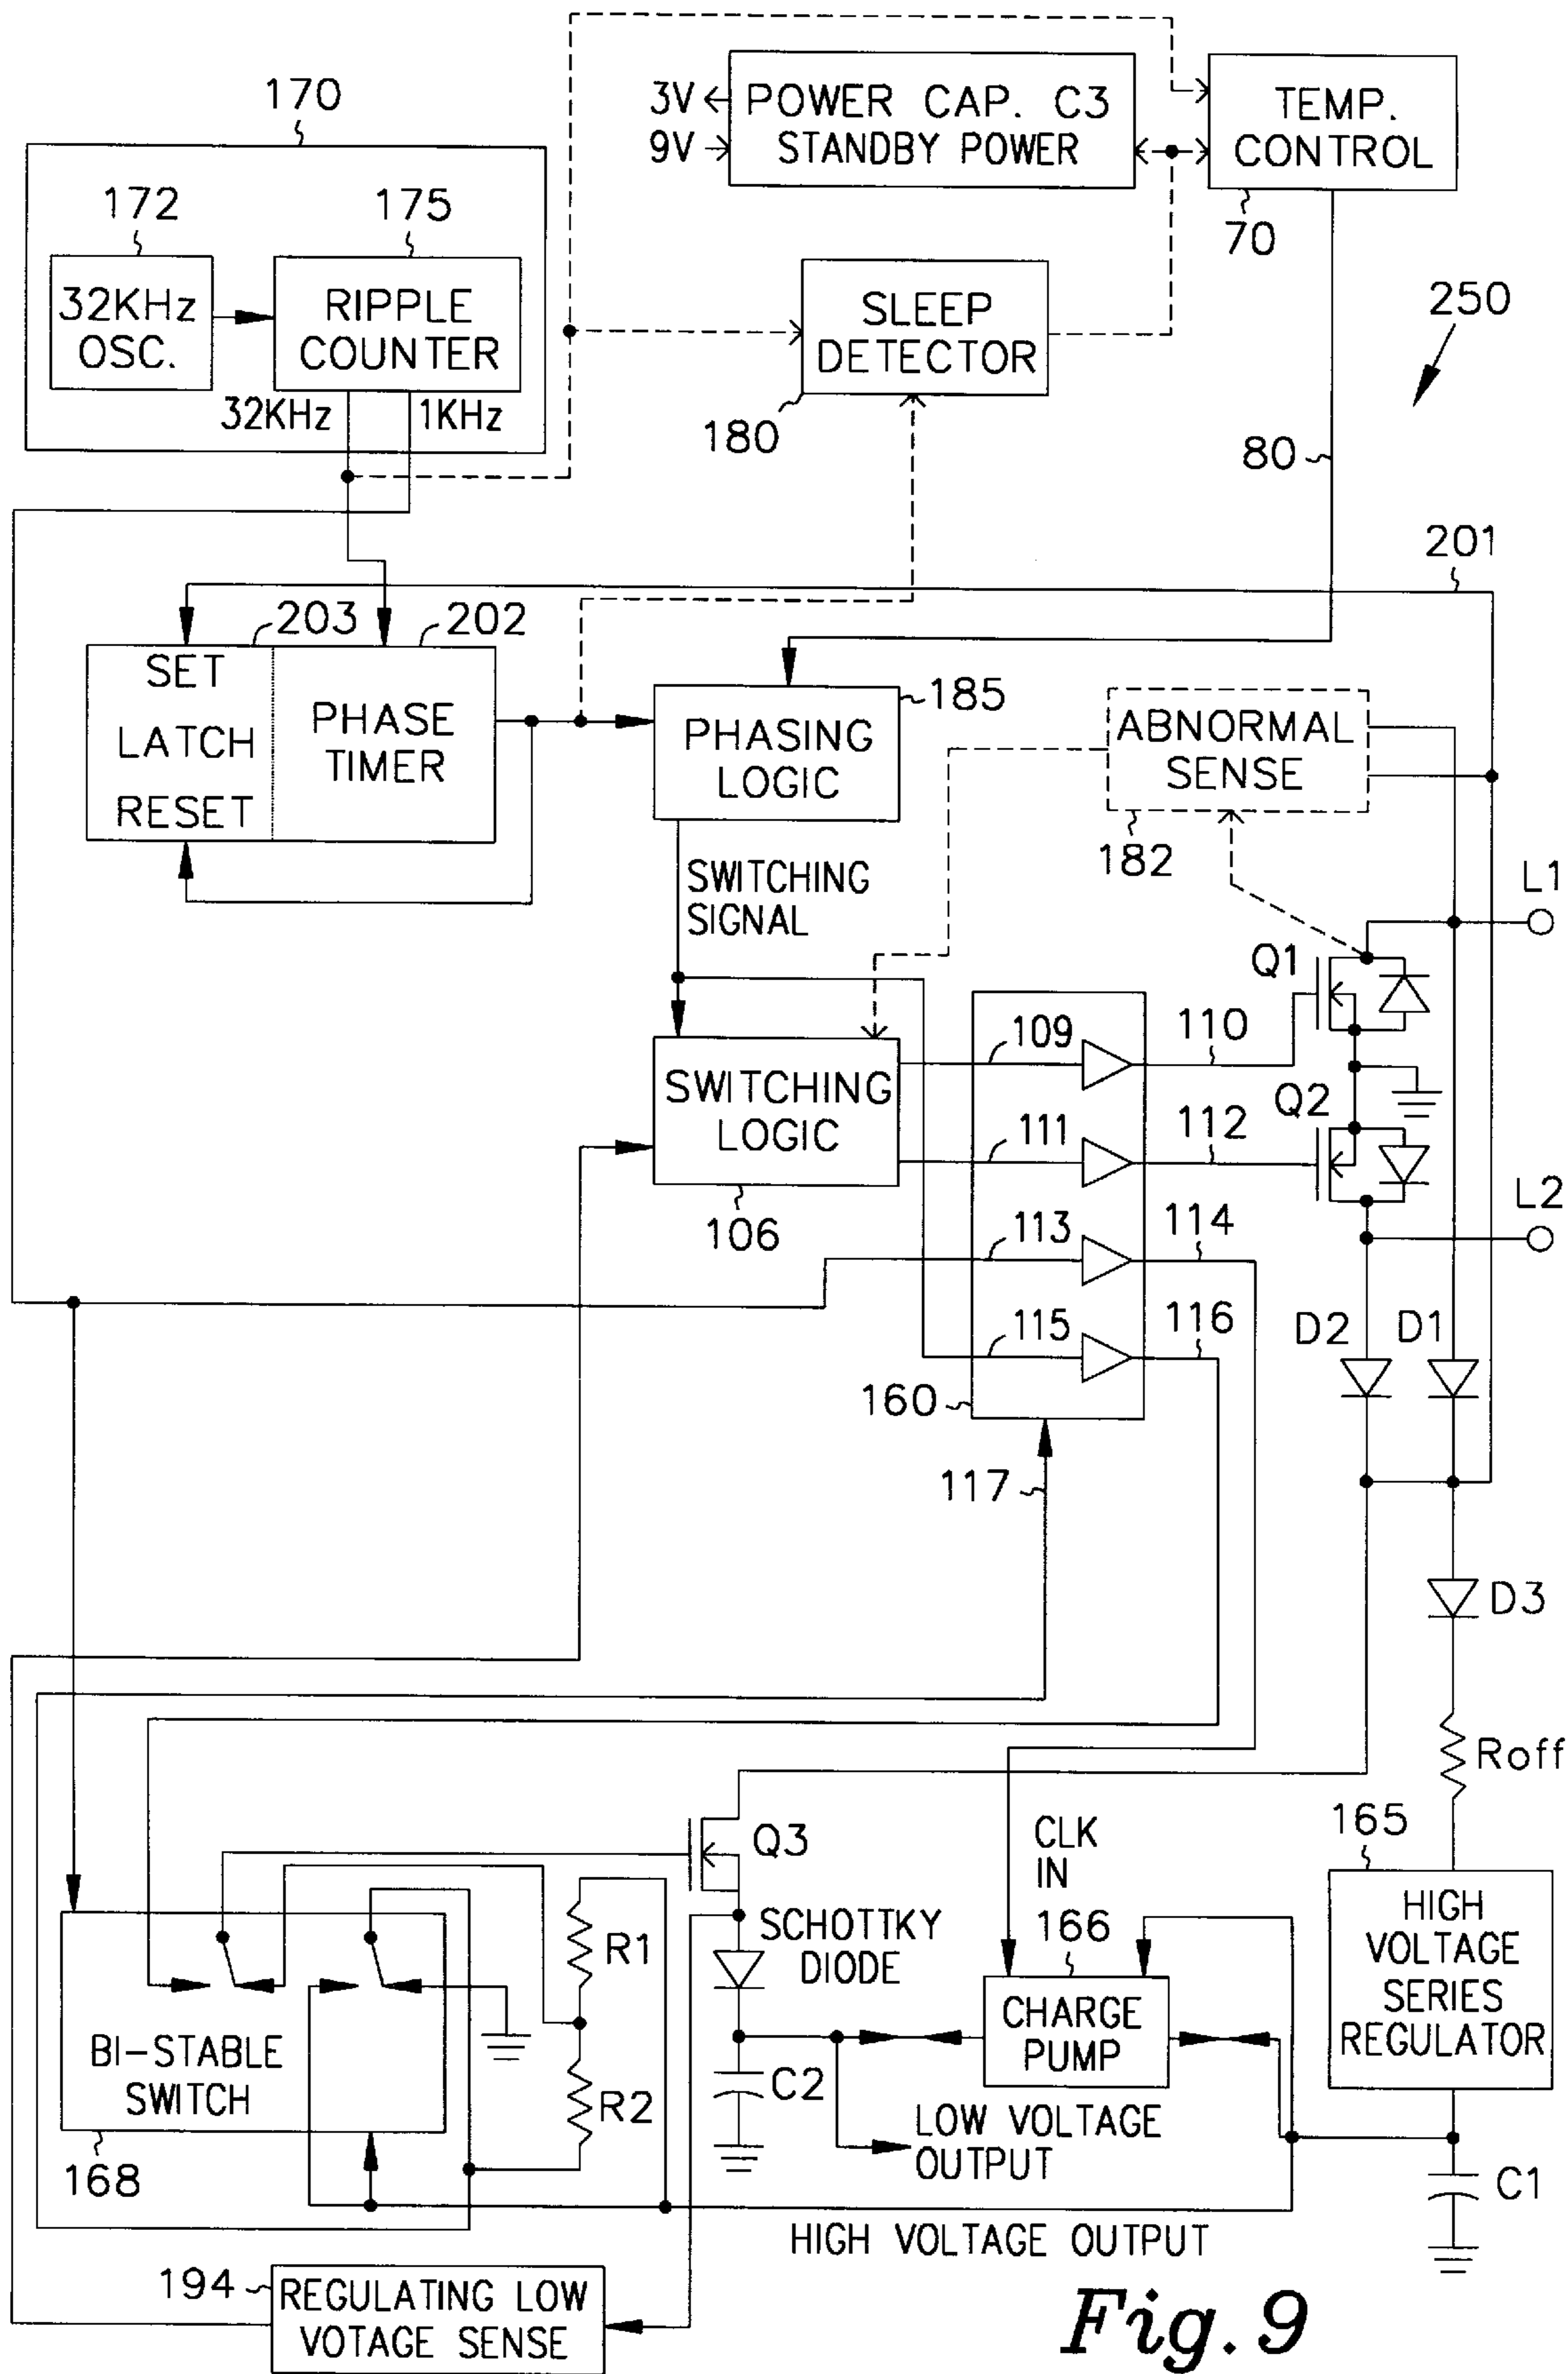 170
172
175
32KHz
OSC.
RIPPLE
COUNTER
32KHz
1KHz
3V
9V
POWER CAP. C3
STANDBY POWER
TEMP.
CONTROL
70
SLEEP
DETECTOR
180
80
250
201
203
202
SET
LATCH
RESET
PHASE
TIMER
185
PHASING
LOGIC
ABNORMAL
SENSE
182
SWITCHING
SIGNAL
L1
Q1
SWITCHING
LOGIC
106
109
110
111
112
Q2
L2
113
114
115
116
160
117
D2
D1
D3
Roff
165
HIGH
VOLTAGE
SERIES
REGULATOR
CLK
IN
166
CHARGE
PUMP
Q3
SCHOTTKY
DIODE
R1
R2
BI-STABLE
SWITCH
168
C2
LOW VOLTAGE
OUTPUT
C1
HIGH VOLTAGE OUTPUT
194
REGULATING LOW
VOTAGE SENSE
Fig. 9